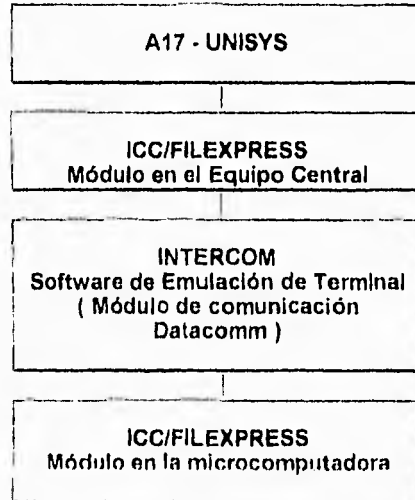 A17 - UNISYS
ICC/FILEXPRESS
Módulo en el Equipo Central
INTERCOM
Software de Emulación de Terminal
( Módulo de comunicación
Datacomm )
ICC/FILEXPRESS
Módulo en la microcomputadora